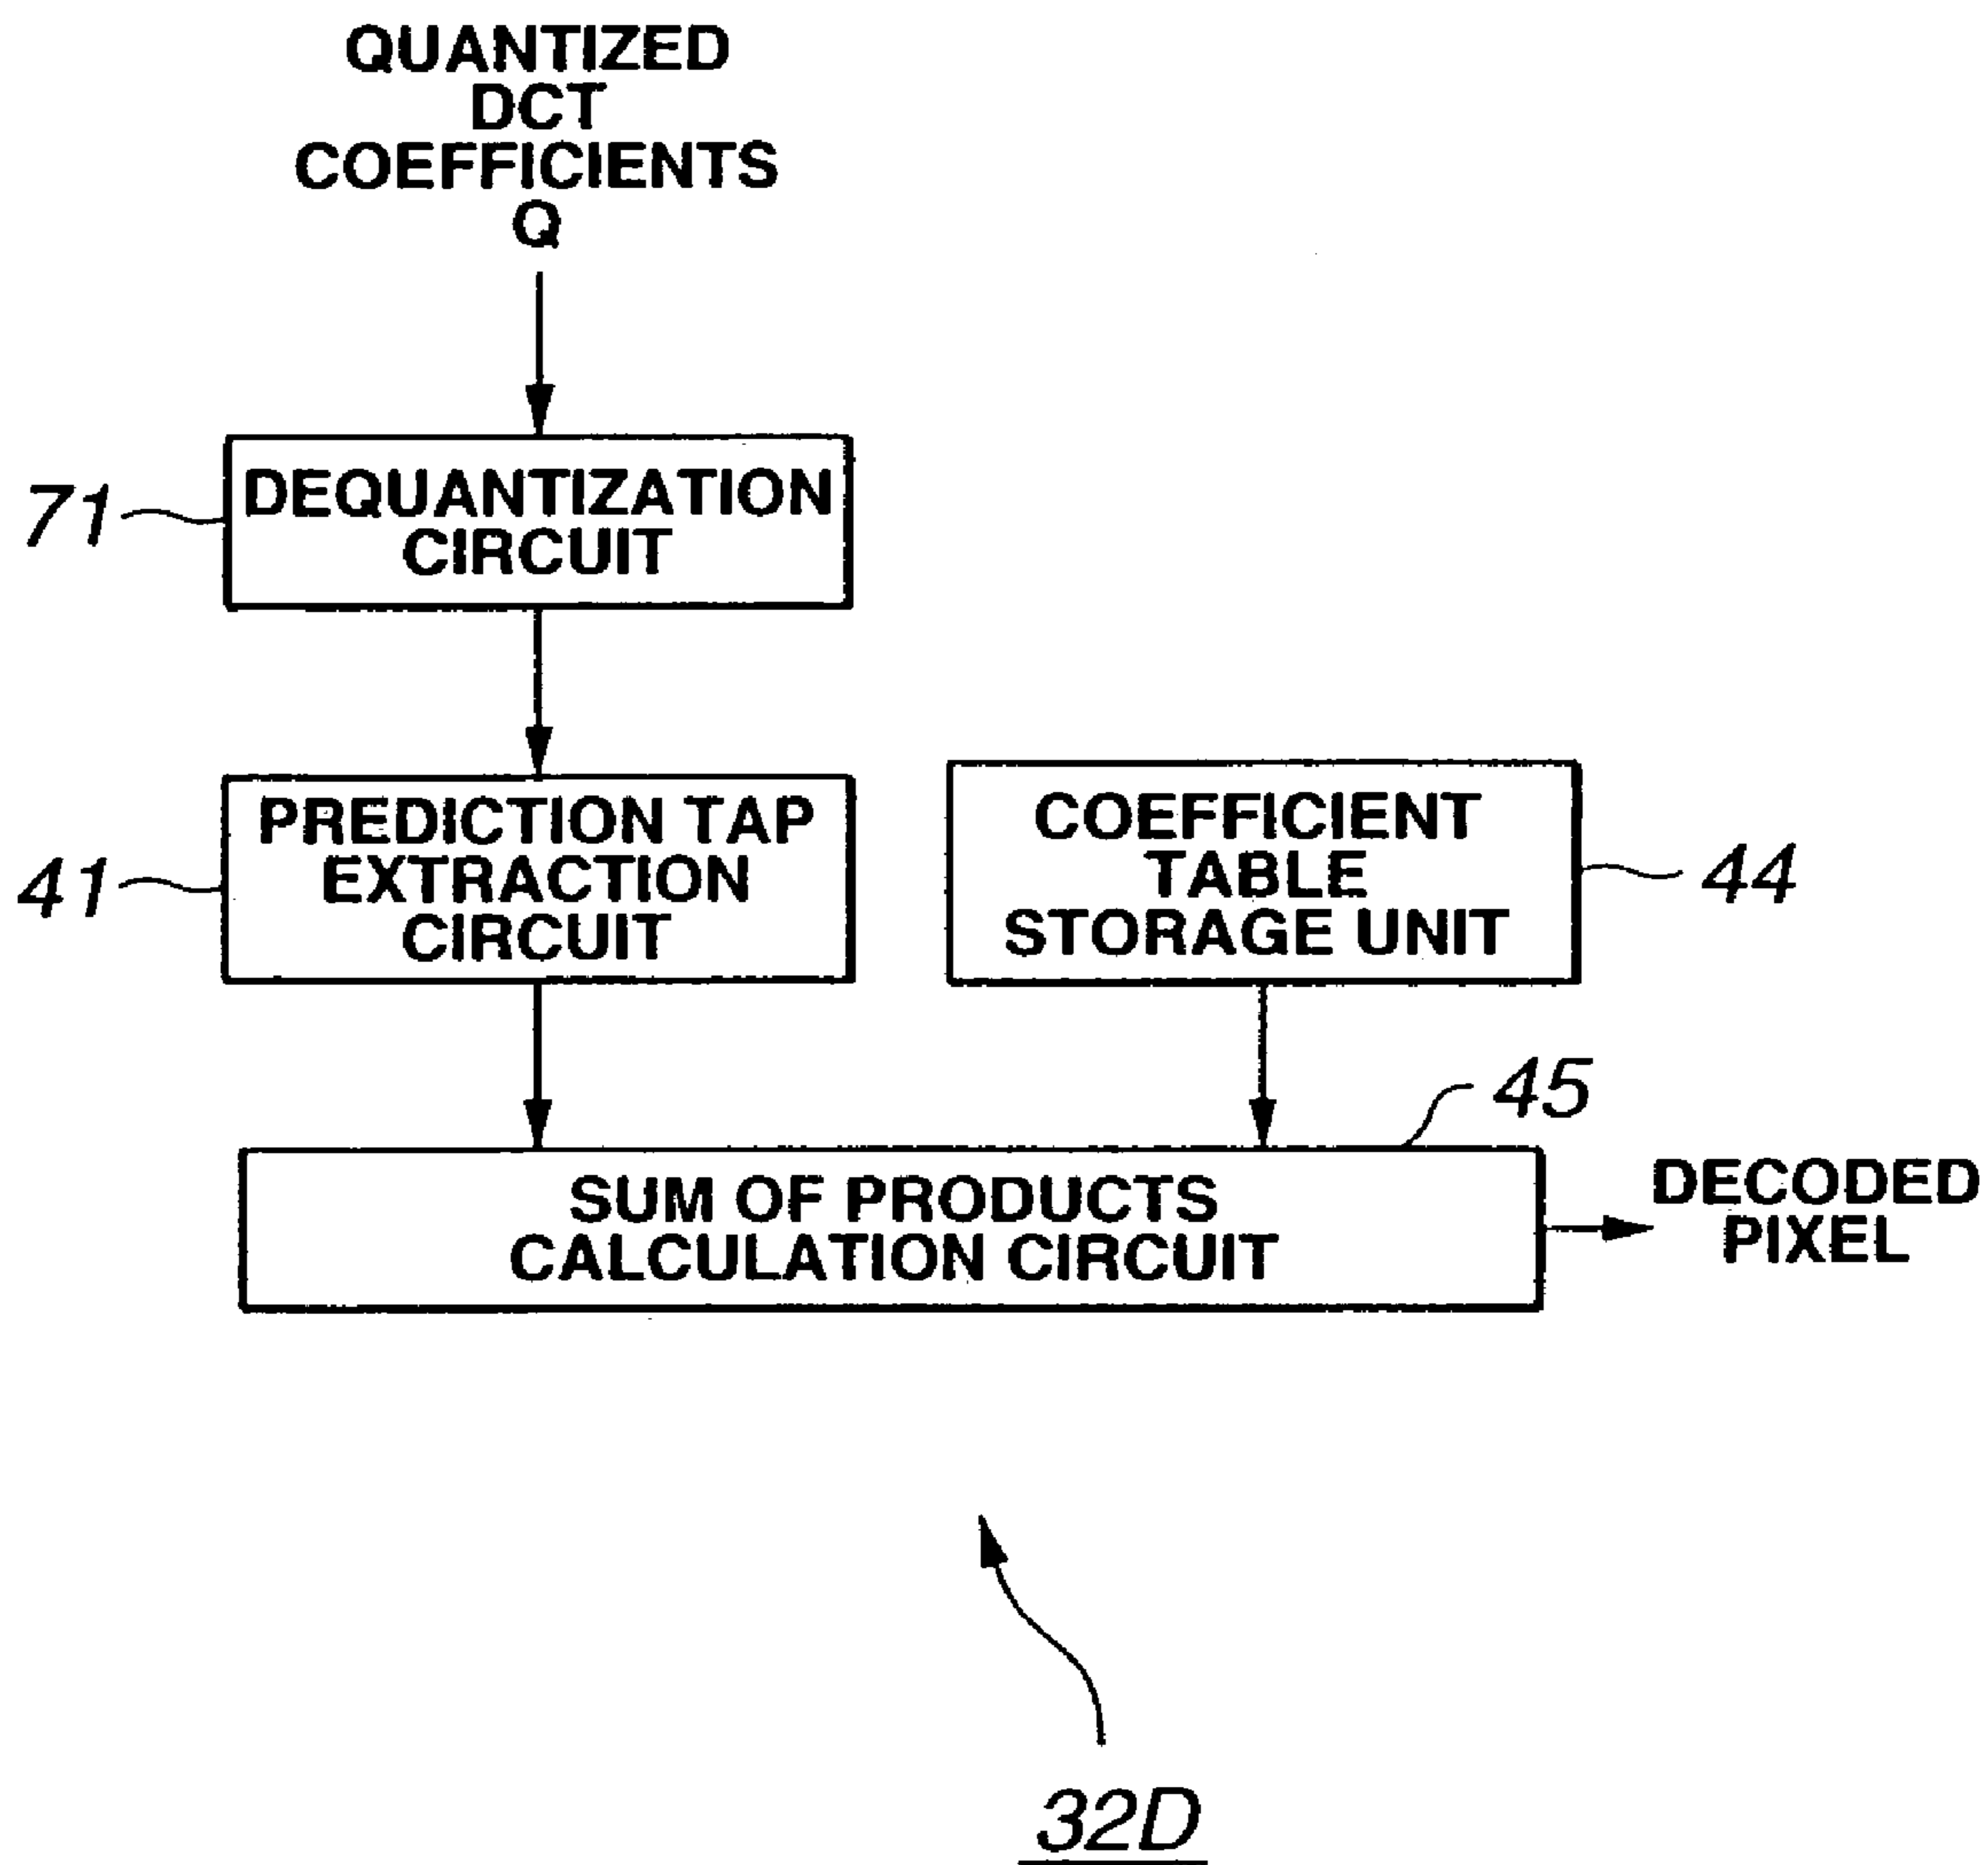 QUANTIZED
DCT
COEFFICIENTS
Q
71
DEQUANTIZATION
CIRCUIT
41
PREDICTION TAP
EXTRACTION
CIRCUIT
COEFFICIENT
TABLE
STORAGE UNIT
44
45
SUM OF PRODUCTS
CALCULATION CIRCUIT
DECODED
PIXEL
32D